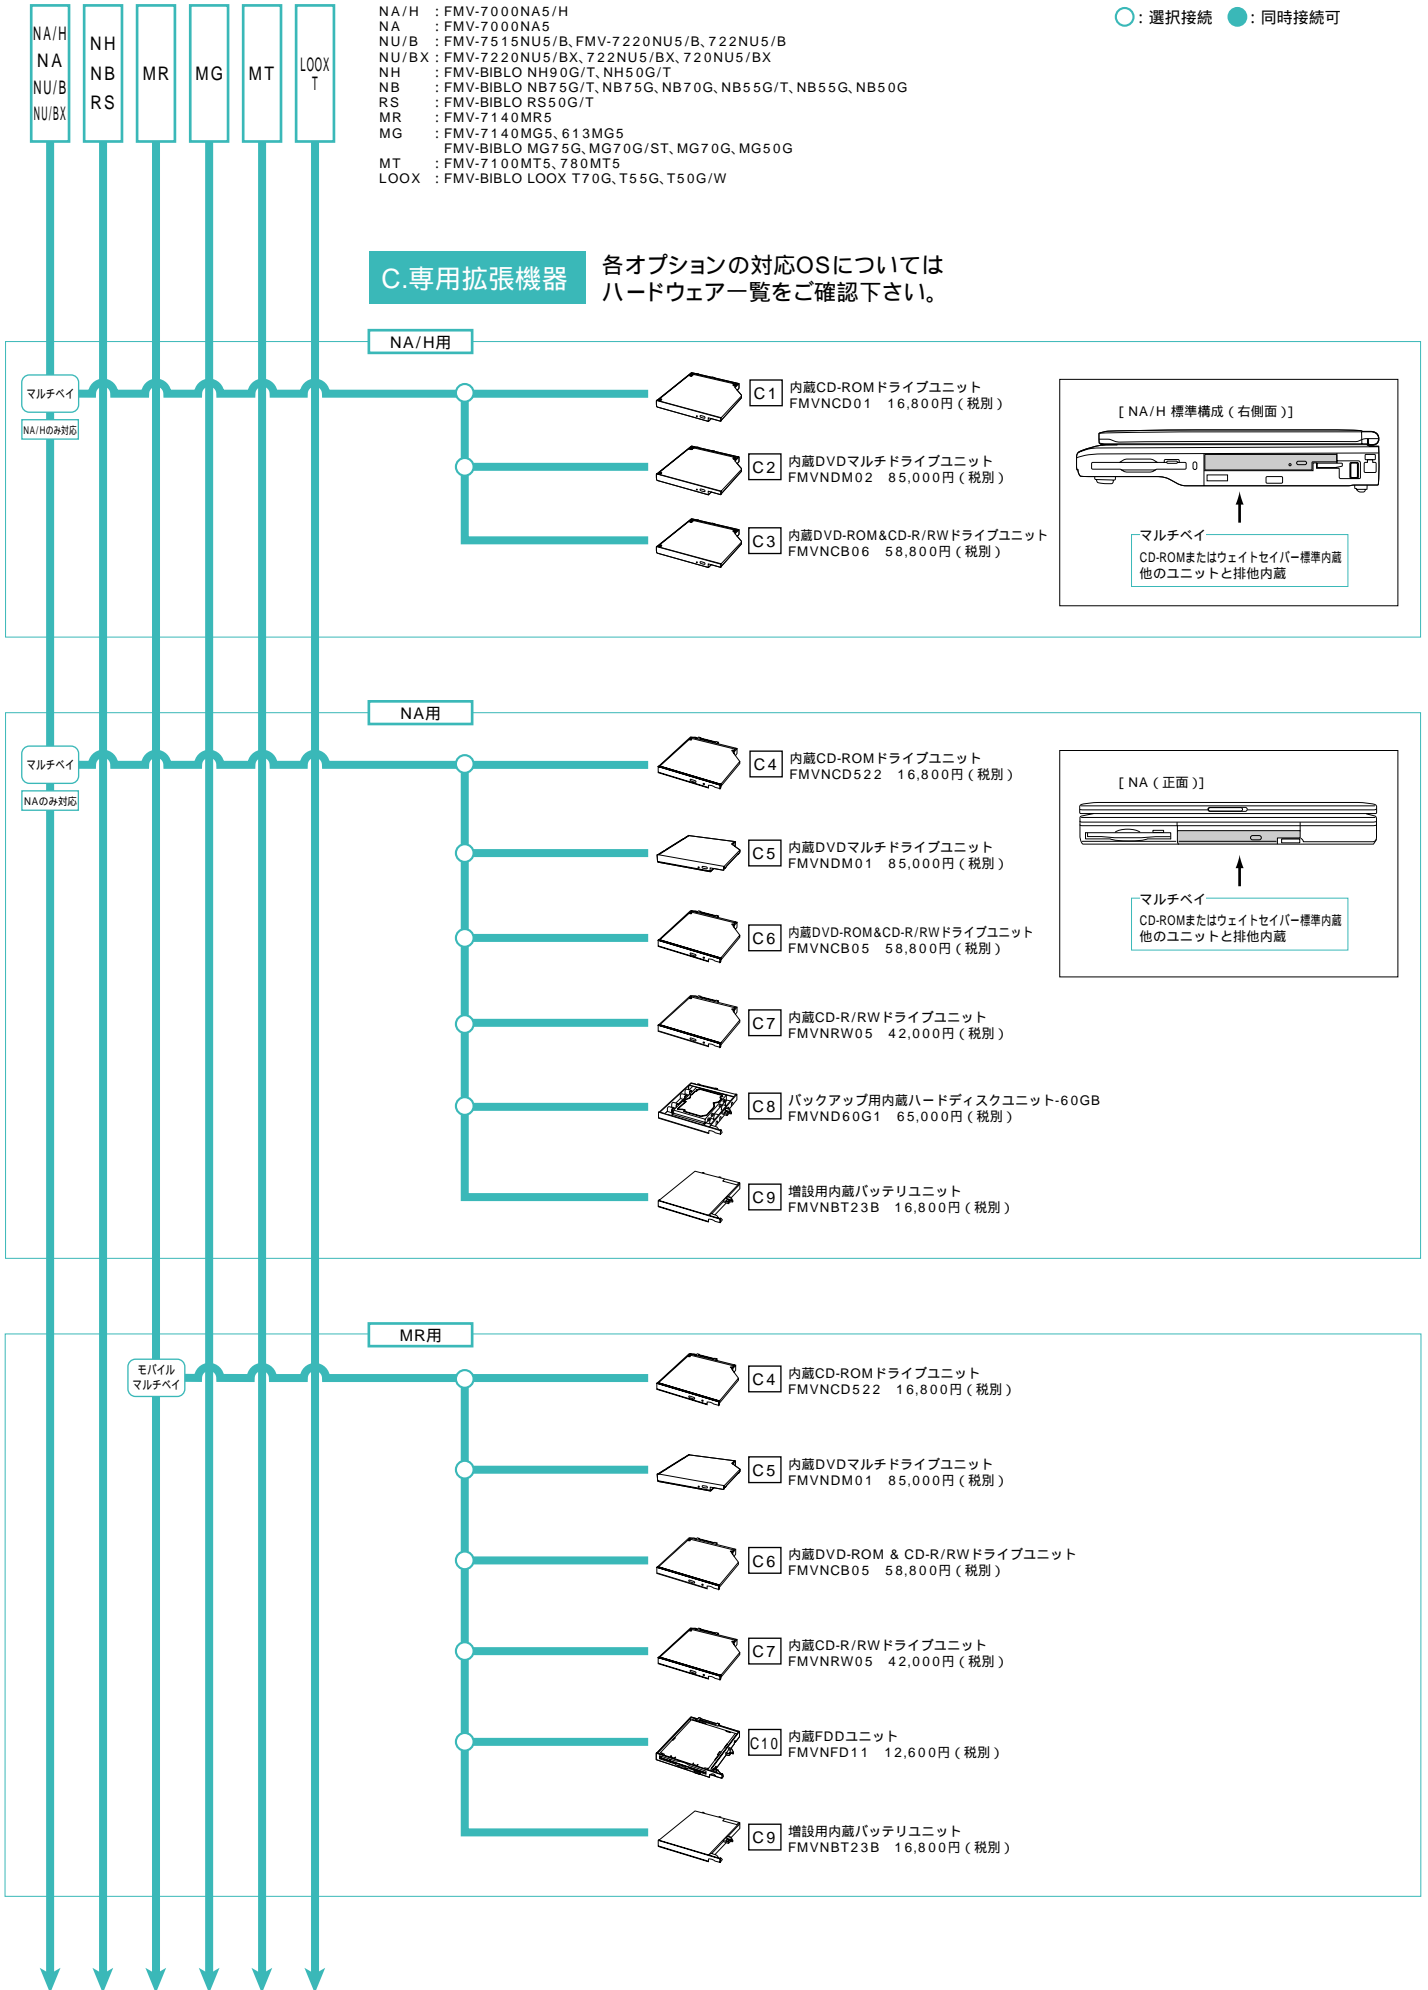 NA/H
NA
NU/B
NU/BX
NH
NB
RS
MR
MG
MT
LOOX
T
NA/H : FMV-7000NA5/H
NA : FMV-7000NA5
NU/B : FMV-7515NU5/B、FMV-7220NU5/B、722NU5/B
NU/BX : FMV-7220NU5/BX、722NU5/BX、720NU5/BX
NH : FMV-BIBLO NH90G/T、NH50G/T
NB : FMV-BIBLO NB75G/T、NB75G、NB70G、NB55G/T、NB55G、NB50G
RS : FMV-BIBLO RS50G/T
MR : FMV-7140MR5
MG : FMV-7140MG5、613MG5
FMV-BIBLO MG75G、MG70G/ST、MG70G、MG50G
MT : FMV-7100MT5、780MT5
LOOX : FMV-BIBLO LOOX T70G、T55G、T50G/W
○: 選択接続 ●: 同時接続可
C.専用拡張機器
各オプションの対応OSについては
ハードウェア一覧をご確認下さい。
NA/H用
マルチベイ
NA/Hのみ対応
C1 内蔵CD-ROMドライブユニット
FMVNCD01 16,800円(税別)
C2 内蔵DVDマルチドライブユニット
FMVNDM02 85,000円(税別)
C3 内蔵DVD-ROM&CD-R/RWドライブユニット
FMVNCB06 58,800円(税別)
[ NA/H 標準構成(右側面)]
マルチベイ
CD-ROMまたはウェイトセイバー標準内蔵
他のユニットと排他内蔵
NA用
マルチベイ
NAのみ対応
C4 内蔵CD-ROMドライブユニット
FMVNCD522 16,800円(税別)
C5 内蔵DVDマルチドライブユニット
FMVNDM01 85,000円(税別)
C6 内蔵DVD-ROM&CD-R/RWドライブユニット
FMVNCB05 58,800円(税別)
C7 内蔵CD-R/RWドライブユニット
FMVNRW05 42,000円(税別)
C8 バックアップ用内蔵ハードディスクユニット-60GB
FMVND60G1 65,000円(税別)
C9 増設用内蔵バッテリユニット
FMVNBT23B 16,800円(税別)
[ NA(正面)]
マルチベイ
CD-ROMまたはウェイトセイバー標準内蔵
他のユニットと排他内蔵
MR用
モバイル
マルチベイ
C4 内蔵CD-ROMドライブユニット
FMVNCD522 16,800円(税別)
C5 内蔵DVDマルチドライブユニット
FMVNDM01 85,000円(税別)
C6 内蔵DVD-ROM & CD-R/RWドライブユニット
FMVNCB05 58,800円(税別)
C7 内蔵CD-R/RWドライブユニット
FMVNRW05 42,000円(税別)
C10 内蔵FDDユニット
FMVNFD11 12,600円(税別)
C9 増設用内蔵バッテリユニット
FMVNBT23B 16,800円(税別)